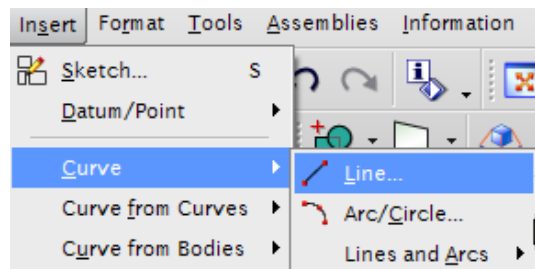 Insert Format Tools Assemblies Information
Sketch... S
Datum/Point
Curve
Line...
Curve from Curves
Arc/Circle...
Curve from Bodies
Lines and Arcs